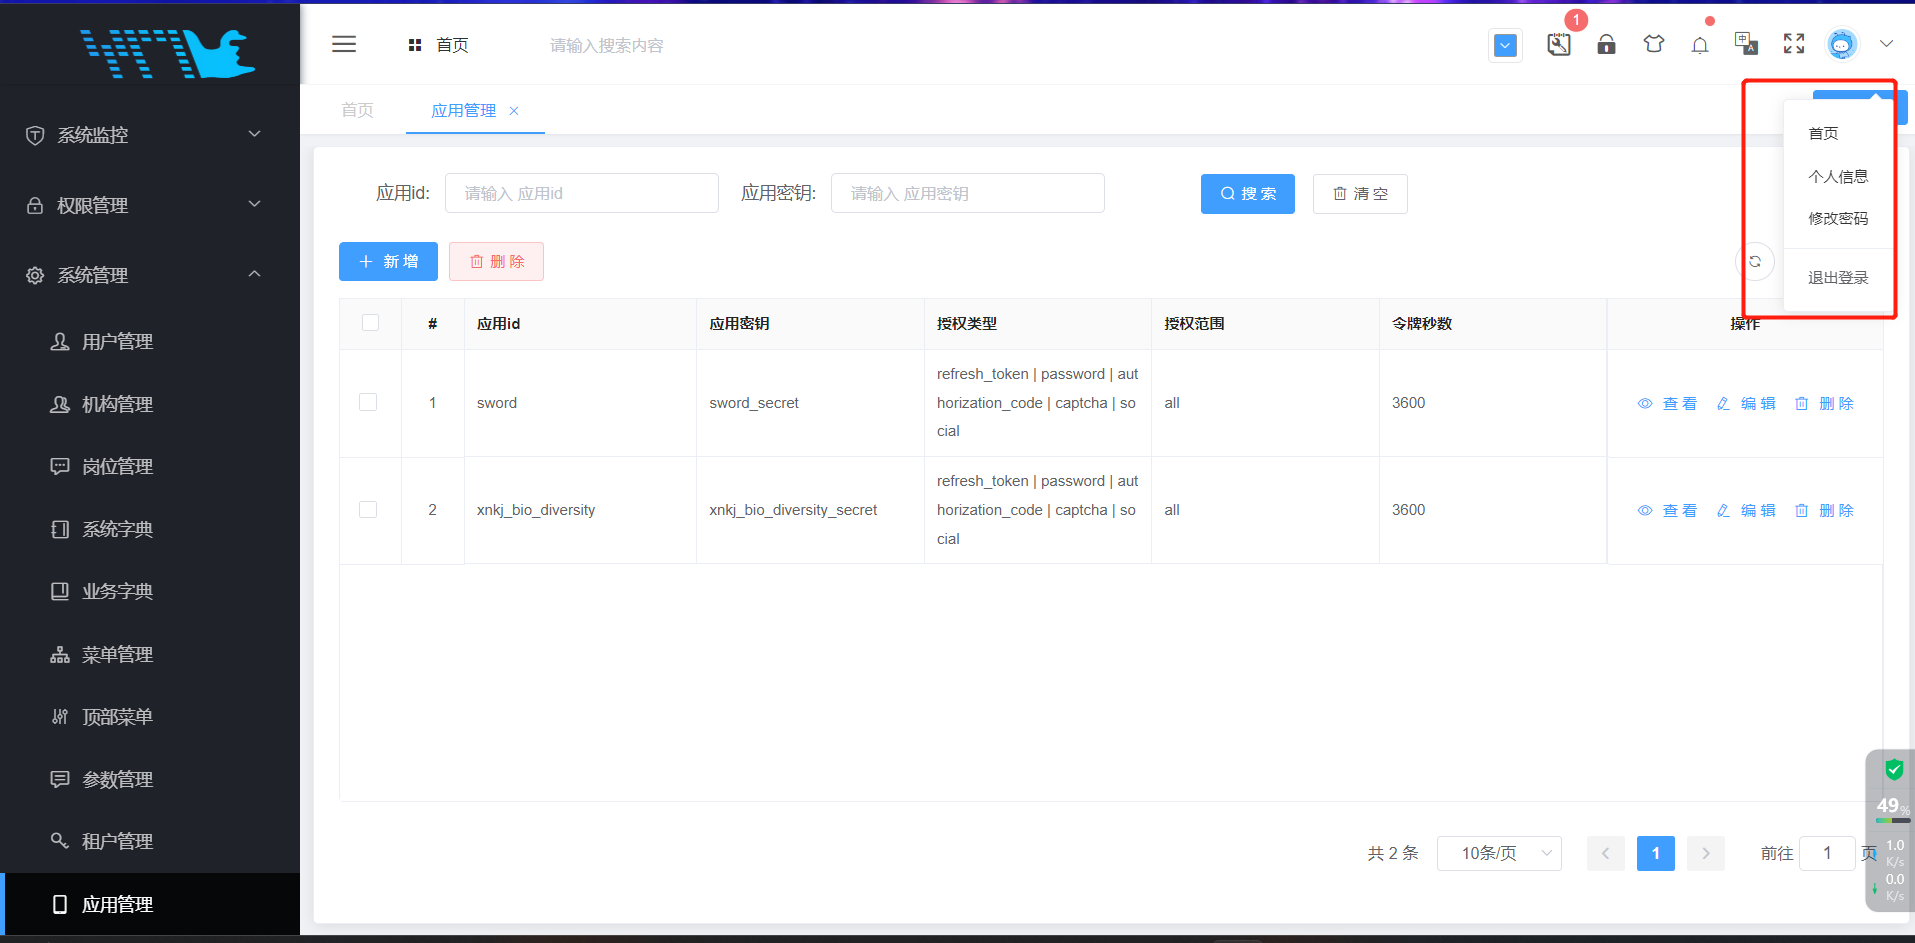 首页
请输入搜索内容
1
中
A
首页
应用管理
系统监控
权限管理
系统管理
用户管理
机构管理
岗位管理
系统字典
业务字典
菜单管理
顶部菜单
参数管理
租户管理
应用管理
应用id:
请输入 应用id
应用密钥:
请输入 应用密钥
搜 索
清 空
新 增
删 除
首页
个人信息
修改密码
退出登录
# 应用id 应用密钥 授权类型 授权范围 令牌秒数 操作
1 sword sword_secret refresh_token | password | aut
horization_code | captcha | so
cial
all 3600 查 看 编 辑 删 除
2 xnkj_bio_diversity xnkj_bio_diversity_secret refresh_token | password | aut
horization_code | captcha | so
cial
all 3600 查 看 编 辑 删 除
共 2 条 10条/页 1 前往 1 页
49%
1.0
K/s
0.0
K/s